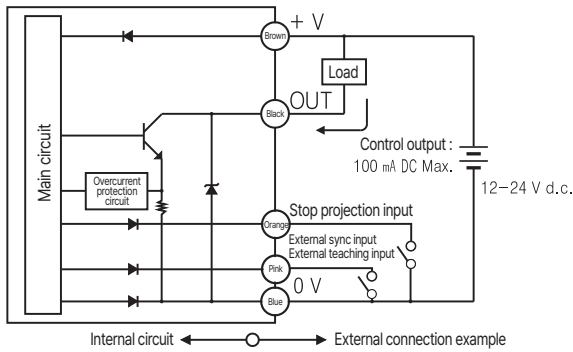 Main circuit
Overcurrent
protection
circuit
Brown
+ V
Load
Black
OUT
Control output :
100 mA DC Max.
12-24 V d.c.
Orange
Stop projection input
External sync input
External teaching input
Pink
Blue
0 V
Internal circuit
External connection example